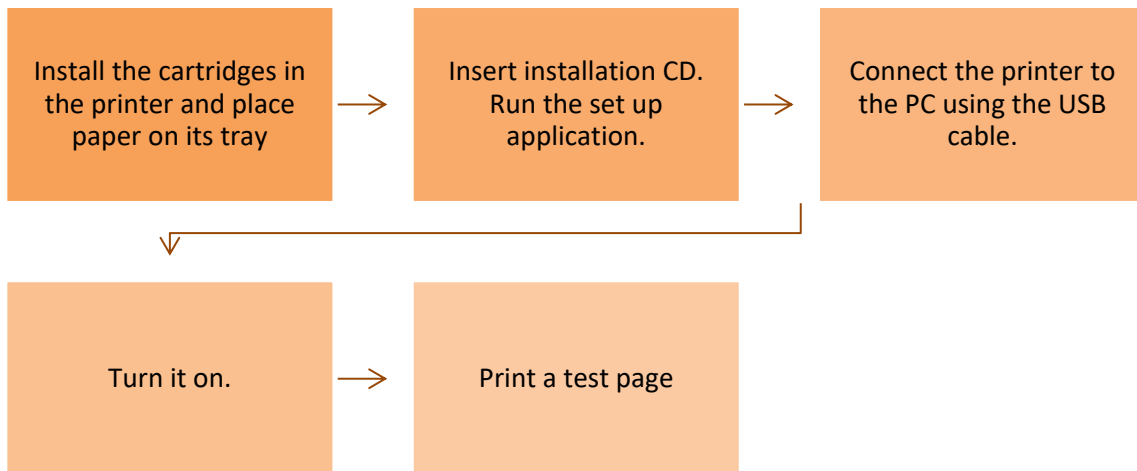 Install the cartridges in
the printer and place
paper on its tray
Insert installation CD.
Run the set up
application.
Connect the printer to
the PC using the USB
cable.
Turn it on.
Print a test page